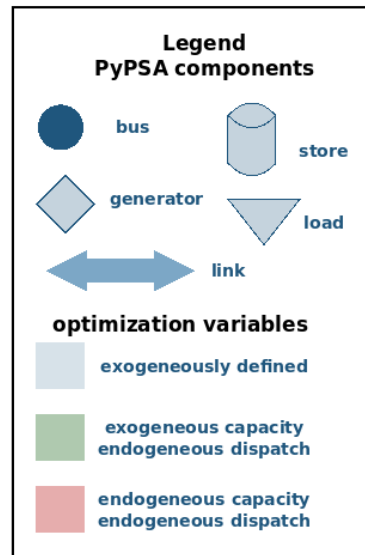 Legend
PyPSA components
bus
store
generator
load
link
optimization variables
exogeneously defined
exogeneous capacity
endogeneous dispatch
endogeneous capacity
endogeneous dispatch